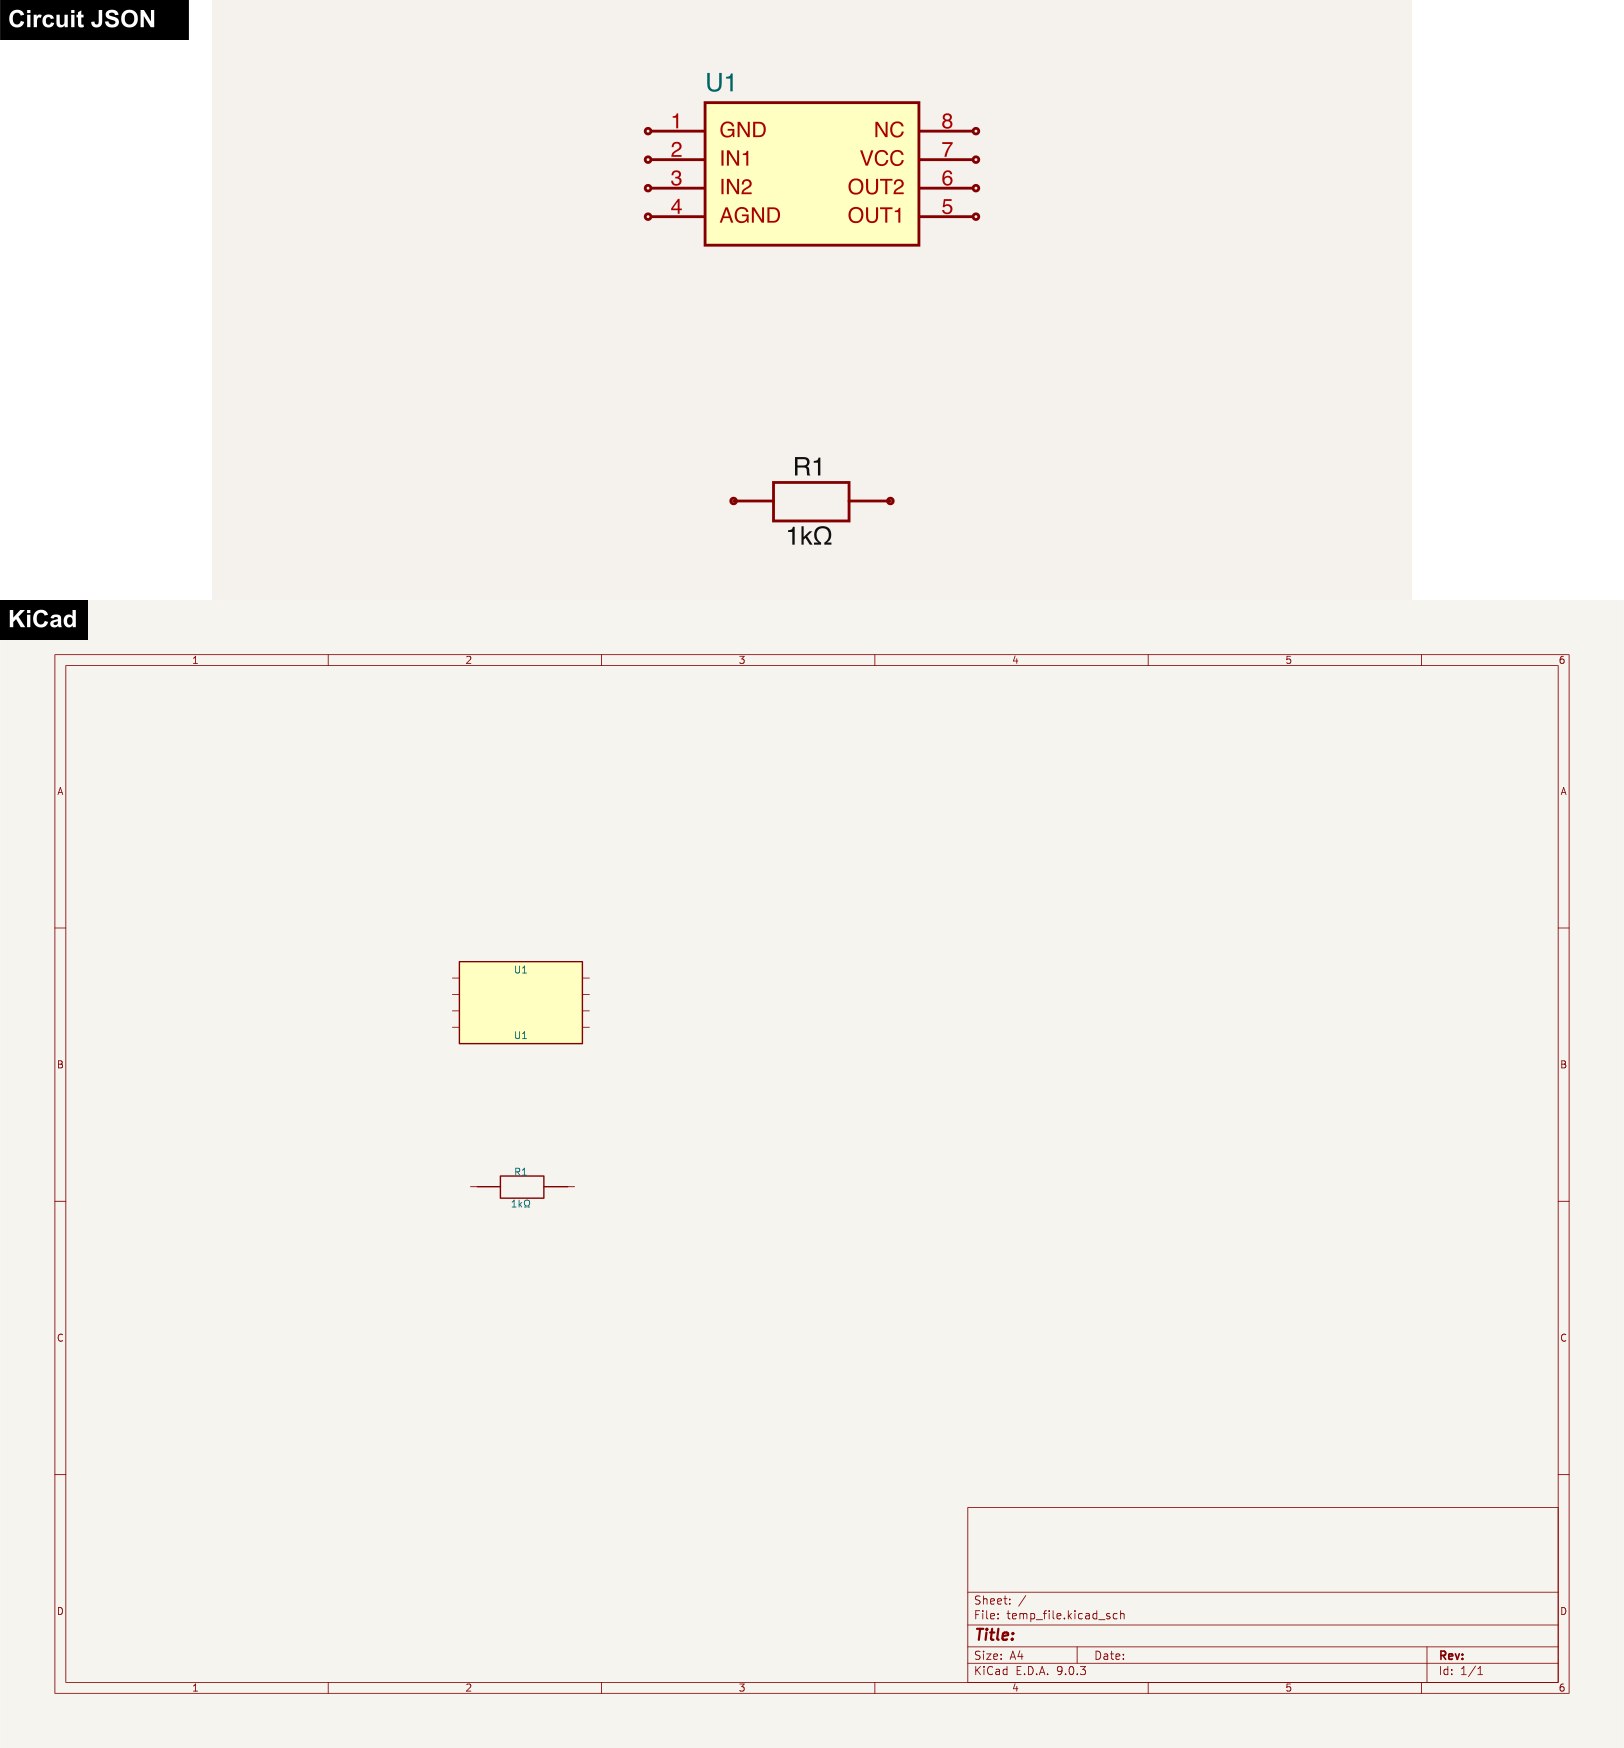 Circuit JSON
U1
1 GND NC 8
2 IN1 VCC 7
3 IN2 OUT2 6
4 AGND OUT1 5
R1
1kΩ
KiCad
1 2 3 4 5 6
A A
U1
U1
B B
R1
1kΩ
C C
Sheet: /
D D
File: temp_file.kicad_sch
Title:
Size: A4 Date: Rev:
KiCad E.D.A. 9.0.3 Id: 1/1
1 2 3 4 5 6